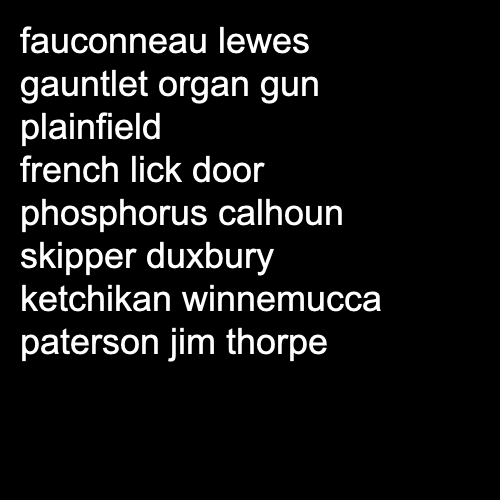 fauconneau lewes
gauntlet organ gun
plainfield
french lick door
phosphorus calhoun
skipper duxbury
ketchikan winnemucca
paterson jim thorpe